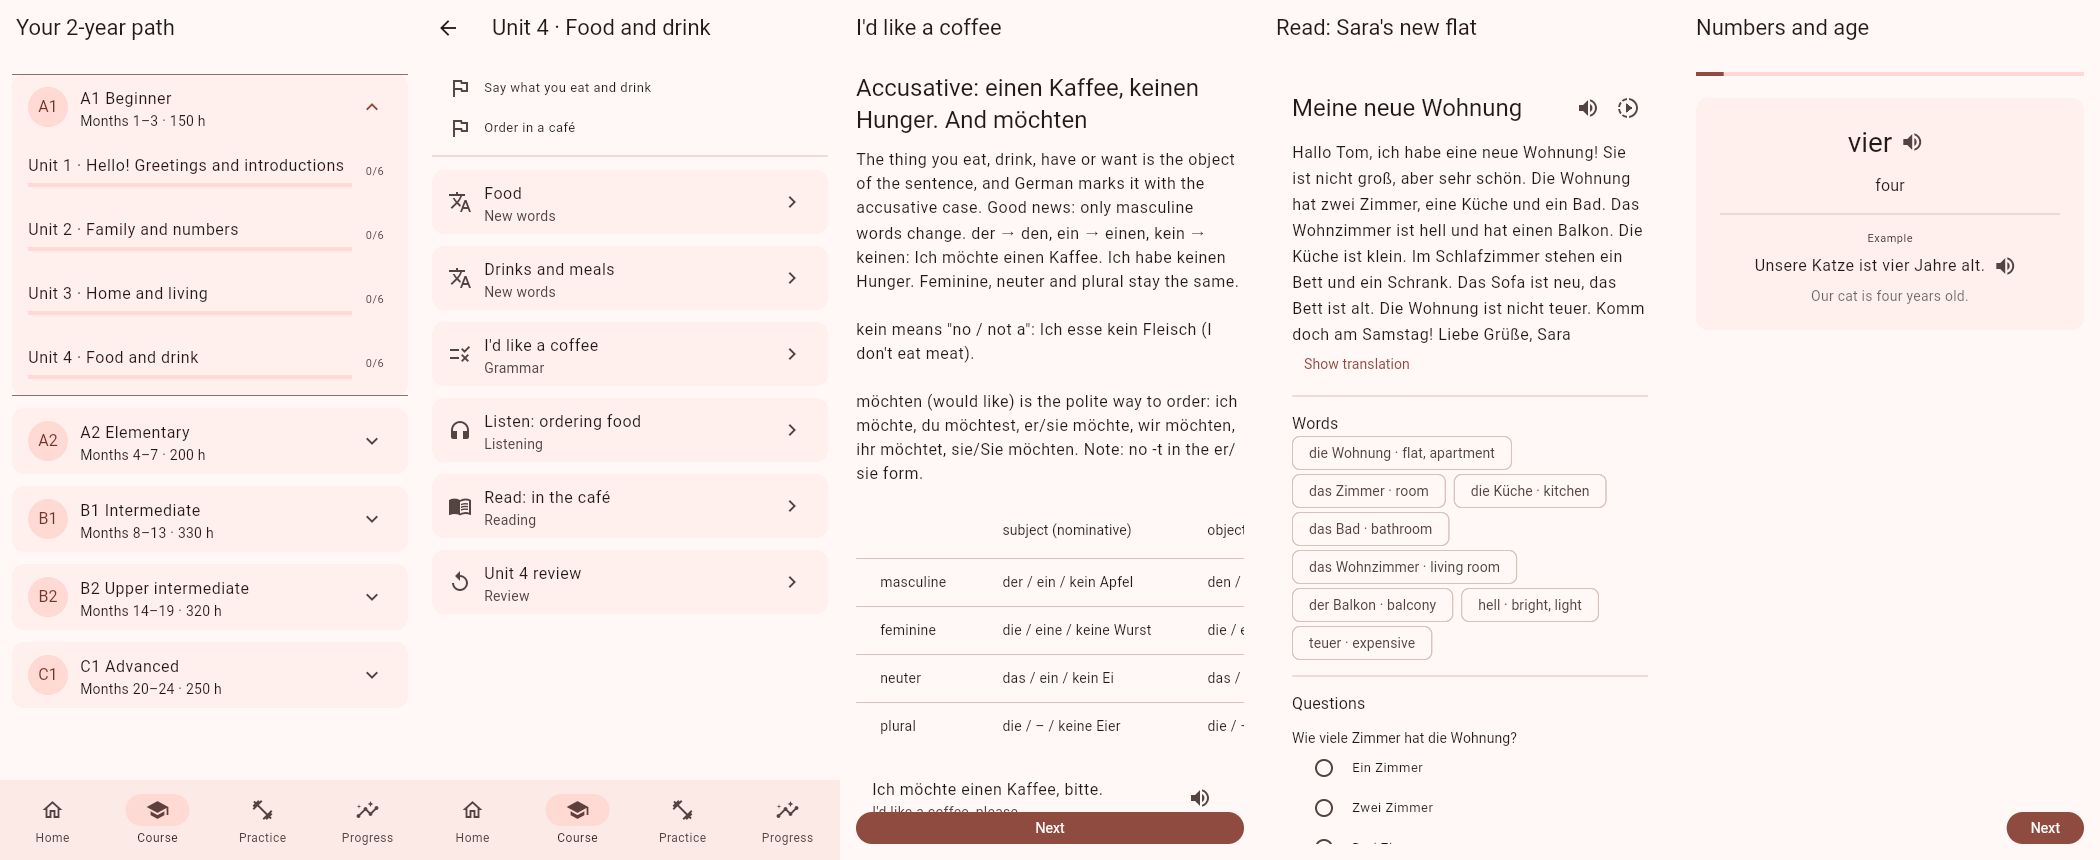 Your 2-year path
A1
A1 Beginner
Months 1–3 · 150 h
Unit 1 · Hello! Greetings and introductions
0/6
Unit 2 · Family and numbers
0/6
Unit 3 · Home and living
0/6
Unit 4 · Food and drink
0/6
A2
A2 Elementary
Months 4–7 · 200 h
B1
B1 Intermediate
Months 8–13 · 330 h
B2
B2 Upper intermediate
Months 14–19 · 320 h
C1
C1 Advanced
Months 20–24 · 250 h
Home
Course
Practice
Progress
Unit 4 · Food and drink
Say what you eat and drink
Order in a café
Food
New words
Drinks and meals
New words
I'd like a coffee
Grammar
Listen: ordering food
Listening
Read: in the café
Reading
Unit 4 review
Review
Home
Course
Practice
Progress
I'd like a coffee
Accusative: einen Kaffee, keinen
Hunger. And möchten
The thing you eat, drink, have or want is the object
of the sentence, and German marks it with the
accusative case. Good news: only masculine
words change. der → den, ein → einen, kein →
keinen: Ich möchte einen Kaffee. Ich habe keinen
Hunger. Feminine, neuter and plural stay the same.
kein means "no / not a": Ich esse kein Fleisch (I
don't eat meat).
möchten (would like) is the polite way to order: ich
möchte, du möchtest, er/sie möchte, wir möchten,
ihr möchtet, sie/Sie möchten. Note: no -t in the er/
sie form.
subject (nominative) object
masculine der / ein / kein Apfel den /
feminine die / eine / keine Wurst die / e
neuter das / ein / kein Ei das /
plural die / – / keine Eier die / -
Ich möchte einen Kaffee, bitte.
I'd like a coffee, please.
Next
Read: Sara's new flat
Meine neue Wohnung
Hallo Tom, ich habe eine neue Wohnung! Sie
ist nicht groß, aber sehr schön. Die Wohnung
hat zwei Zimmer, eine Küche und ein Bad. Das
Wohnzimmer ist hell und hat einen Balkon. Die
Küche ist klein. Im Schlafzimmer stehen ein
Bett und ein Schrank. Das Sofa ist neu, das
Bett ist alt. Die Wohnung ist nicht teuer. Komm
doch am Samstag! Liebe Grüße, Sara
Show translation
Words
die Wohnung · flat, apartment
das Zimmer · room
die Küche · kitchen
das Bad · bathroom
das Wohnzimmer · living room
der Balkon · balcony
hell · bright, light
teuer · expensive
Questions
Wie viele Zimmer hat die Wohnung?
Ein Zimmer
Zwei Zimmer
Numbers and age
vier
four
Example
Unsere Katze ist vier Jahre alt.
Our cat is four years old.
Next